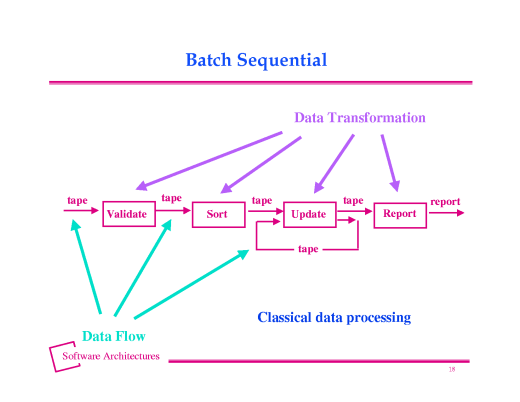 Batch Sequential
Data Transformation
tape tape tape tape report
Validate Sort Update Report
tape
Classical data processing
Data Flow
Software Architectures
18